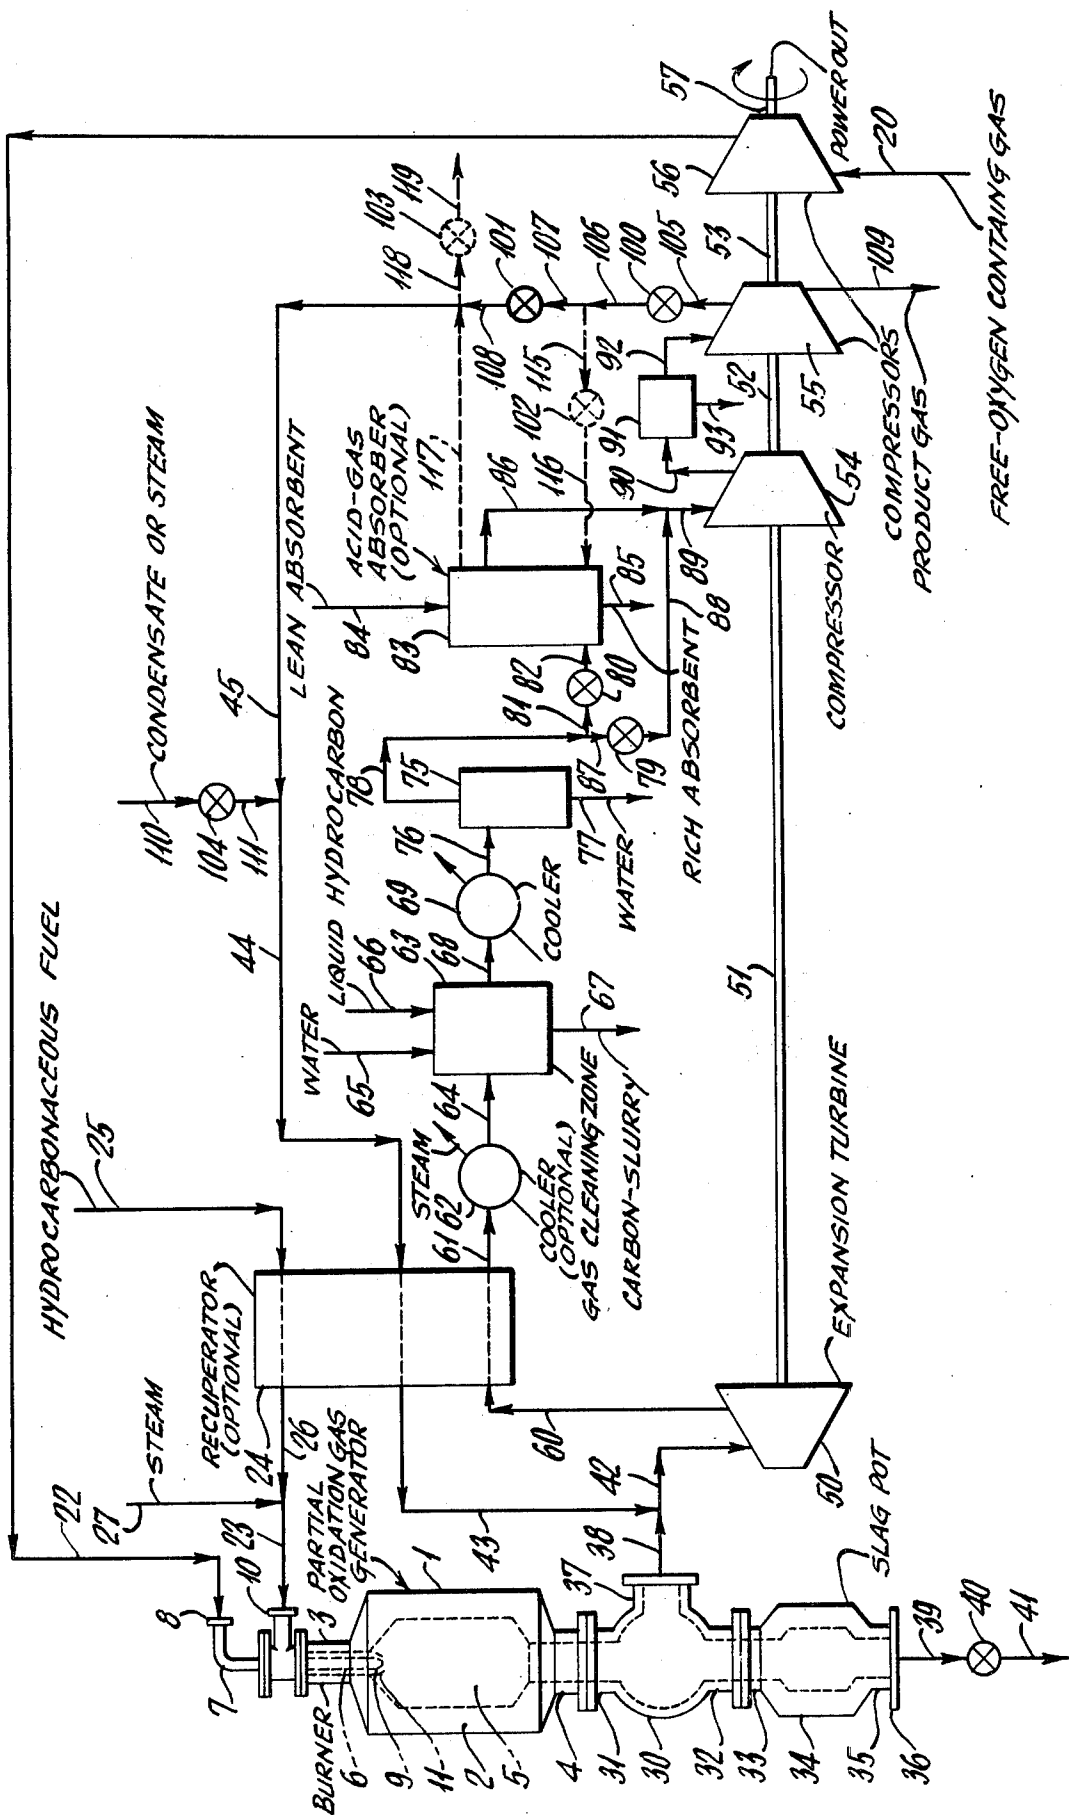 HYDROCARBONACEOUS FUEL
25
CONDENSATE OR STEAM
110
104
111
45
44
LEAN ABSORBENT
84
83
ACID-GAS
ABSORBER
(OPTIONAL)
117
118
103
119
101
107
108
106
100
105
115
102
116
92
91
93
90
86
85
82
80
81
87
79
88
89
RICH ABSORBENT
78
75
76
77
WATER
69
COOLER
68
63
LIQUID HYDROCARBON
66
WATER
65
67
64
STEAM
62
61
COOLER
(OPTIONAL)
GAS CLEANING ZONE
CARBON-SLURRY
RECUPERATOR
(OPTIONAL)
24
26
STEAM
27
22
23
10
8
7
3
PARTIAL
OXIDATION GAS
GENERATOR
1
BURNER
6
9
11
2
5
4
31
30
32
33
34
35
36
37
38
39
40
41
42
43
SLAG POT
60
50
EXPANSION TURBINE
51
COMPRESSOR
54
52
55
53
56
57
COMPRESSORS
PRODUCT GAS
109
POWER OUT
20
FREE-OXYGEN CONTAING GAS